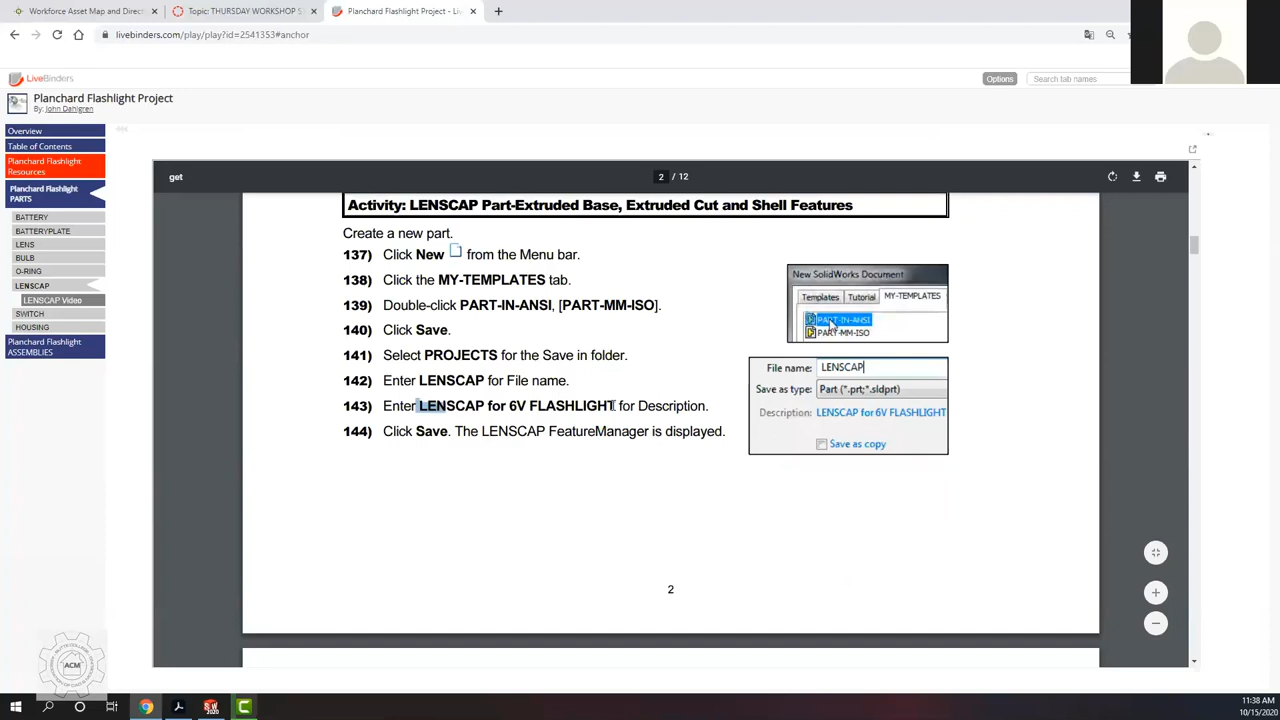 Workforce Asset Map and Direct
Topic: THURSDAY WORKSHOP S
Planchard Flashlight Project - Liv
livebinders.com/play/play?id=2541353#anchor
LiveBinders
Options
Search tab names
Planchard Flashlight Project
By: John Dahlgren
Overview
Table of Contents
Planchard Flashlight
Resources
Planchard Flashlight
PARTS
BATTERY
BATTERYPLATE
LENS
BULB
O-RING
LENSCAP
LENSCAP Video
SWITCH
HOUSING
Planchard Flashlight
ASSEMBLIES
get
2 / 12
Activity: LENSCAP Part-Extruded Base, Extruded Cut and Shell Features
Create a new part.
137) Click New from the Menu bar.
138) Click the MY-TEMPLATES tab.
139) Double-click PART-IN-ANSI, [PART-MM-ISO].
140) Click Save.
141) Select PROJECTS for the Save in folder.
142) Enter LENSCAP for File name.
143) Enter LENSCAP for 6V FLASHLIGHT for Description.
144) Click Save. The LENSCAP FeatureManager is displayed.
New SolidWorks Document
Templates Tutorial MY-TEMPLATES
PART-IN-ANSI
PART-MM-ISO
File name: LENSCAP
Save as type: Part (*.prt;*.sldprt)
Description: LENSCAP for 6V FLASHLIGHT
Save as copy
2
ACM
11:38 AM
10/15/2020